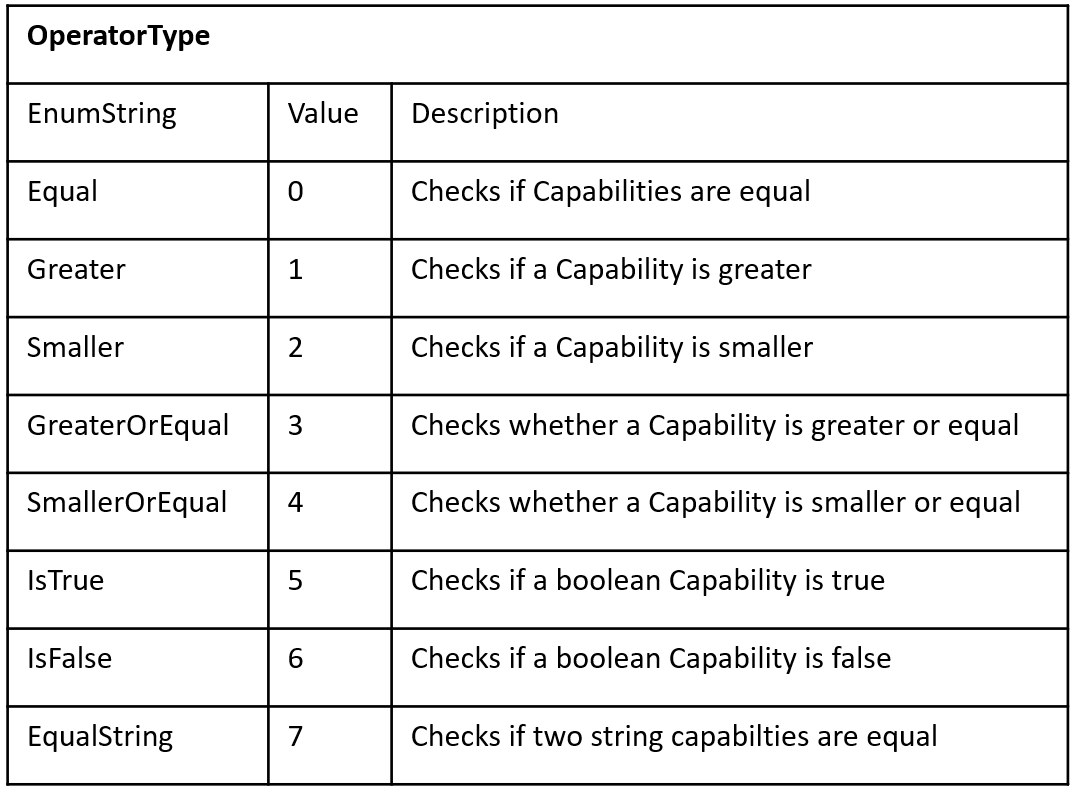 OperatorType
EnumString Value Description
Equal 0 Checks if Capabilities are equal
Greater 1 Checks if a Capability is greater
Smaller 2 Checks if a Capability is smaller
GreaterOrEqual 3 Checks whether a Capability is greater or equal
SmallerOrEqual 4 Checks whether a Capability is smaller or equal
IsTrue 5 Checks if a boolean Capability is true
IsFalse 6 Checks if a boolean Capability is false
EqualString 7 Checks if two string capabilties are equal